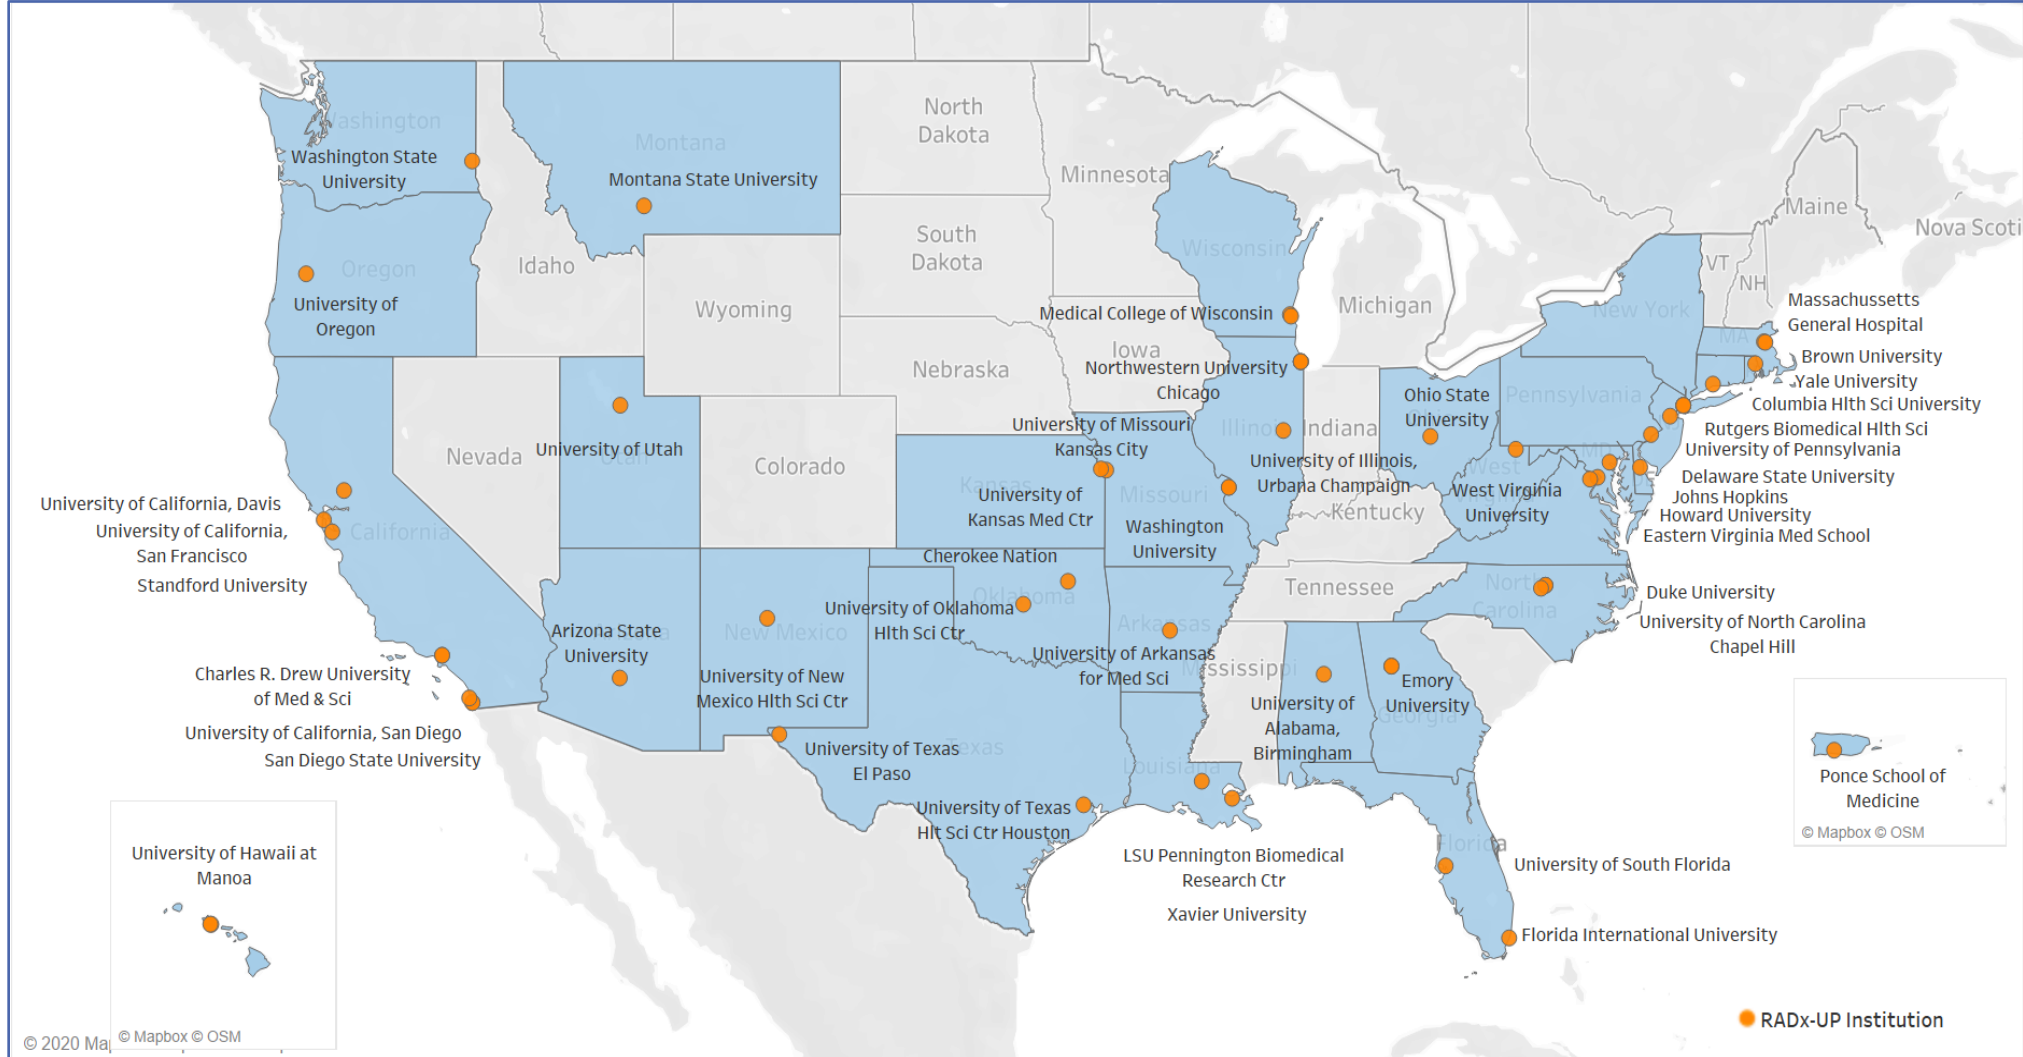 North
Dakota
Washington
Montana
Minnesota
Washington State
University
Montana State University
Maine
Nova Scoti
South
Dakota
Wisconsin
Oregon
Idaho
VT
NH
University of
Oregon
Wyoming
Medical College of Wisconsin
Michigan
New York
Massachussetts
General Hospital
MA
Iowa
Nebraska
Northwestern University
Chicago
Brown University
Yale University
Columbia Hlth Sci University
Rutgers Biomedical Hlth Sci
University of Pennsylvania
Delaware State University
Johns Hopkins
Howard University
Eastern Virginia Med School
Ohio State
University
Pennsylvania
MD
University of Missouri
Kansas City
Illinois
Indiana
Nevada
University of Utah
Utah
Colorado
Kansas
Missouri
University of Illinois,
Urbana Champaign
West
Virginia
West Virginia
University
University of
Kansas Med Ctr
Washington
University
Kentucky
University of California, Davis
University of California,
San Francisco
Standford University
California
Cherokee Nation
Oklahoma
University of Oklahoma
Hlth Sci Ctr
Tennessee
North
Carolina
Duke University
University of North Carolina
Chapel Hill
Arizona State
University
New Mexico
Arkansas
University of Arkansas
for Med Sci
Mississippi
Charles R. Drew University
of Med & Sci
University of New
Mexico Hlth Sci Ctr
University of
Alabama,
Birmingham
Emory
University
Georgia
University of California, San Diego
San Diego State University
University of Texas
El Paso
Texas
Louisiana
University of Texas
Hlt Sci Ctr Houston
Ponce School of
Medicine
© Mapbox © OSM
University of Hawaii at
Manoa
LSU Pennington Biomedical
Research Ctr
Xavier University
Florida
University of South Florida
Florida International University
RADx-UP Institution
© 2020 Ma
© Mapbox © OSM